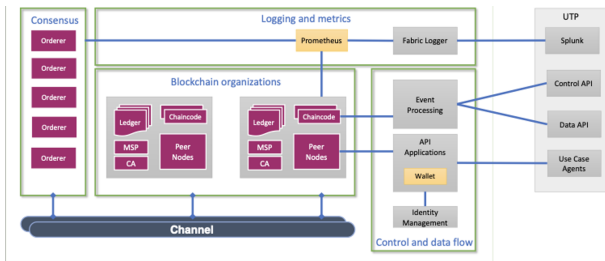 Consensus
Orderer
Orderer
Orderer
Orderer
Orderer
Logging and metrics
Prometheus
Fabric Logger
UTP
Splunk
Control API
Data API
Use Case
Agents
Blockchain organizations
Ledger
Chaincode
MSP
CA
Peer
Nodes
Ledger
Chaincode
MSP
CA
Peer
Nodes
Event
Processing
API
Applications
Wallet
Identity
Management
Control and data flow
Channel